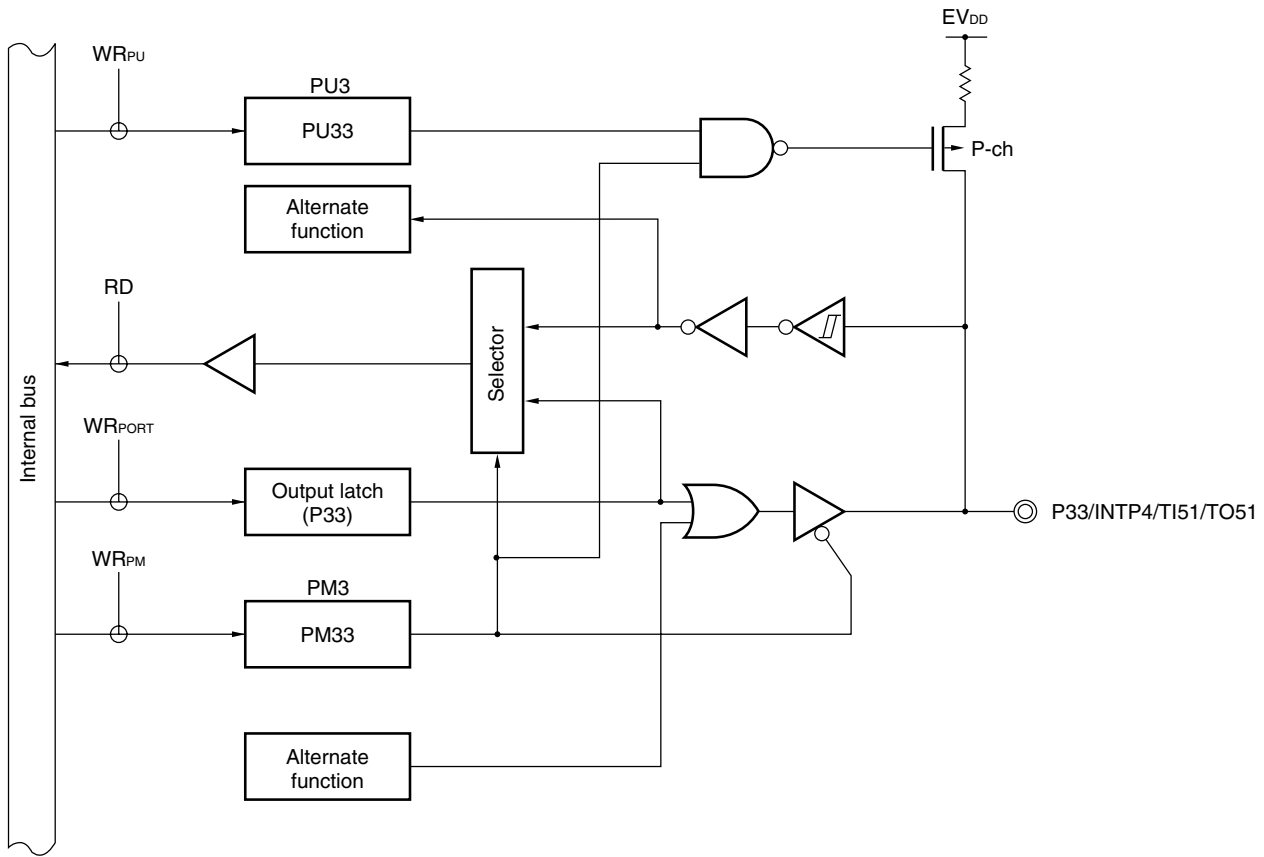 EVDD
WRPU
PU3
PU33
P-ch
Alternate
function
RD
Selector
Internal bus
WRPORT
Output latch
(P33)
P33/INTP4/TI51/TO51
WRPM
PM3
PM33
Alternate
function